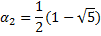 α₂ = 1/2 (1 − √5)